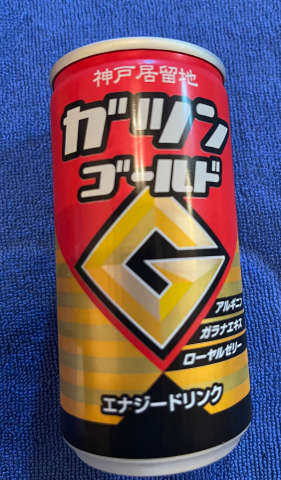 神戸居留地
ガツン
ゴールド
G
アルギニン
ガラナエキス
ローヤルゼリー
エナジードリンク